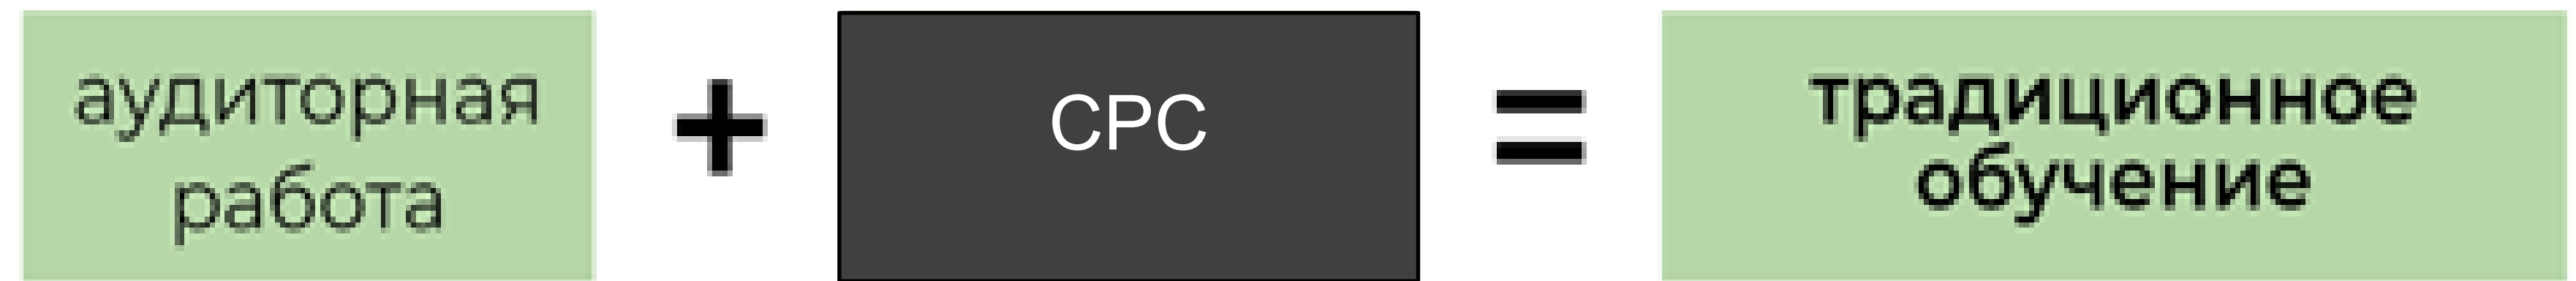 аудиторная
работа
+
СРС
=
традиционное
обучение